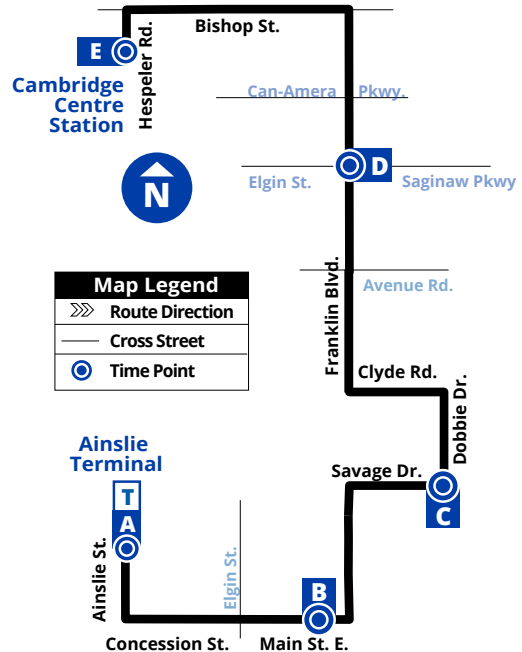 Bishop St.
Hespeler Rd.
E
Cambridge
Centre
Station
Can-Amera Pkwy.
N
D
Elgin St.
Saginaw Pkwy
Franklin Blvd.
Avenue Rd.
Map Legend
Route Direction
Cross Street
Time Point
Clyde Rd.
Dobbie Dr.
Ainslie
Terminal
T
A
Savage Dr.
C
Ainslie St.
Elgin St.
B
Concession St.
Main St. E.